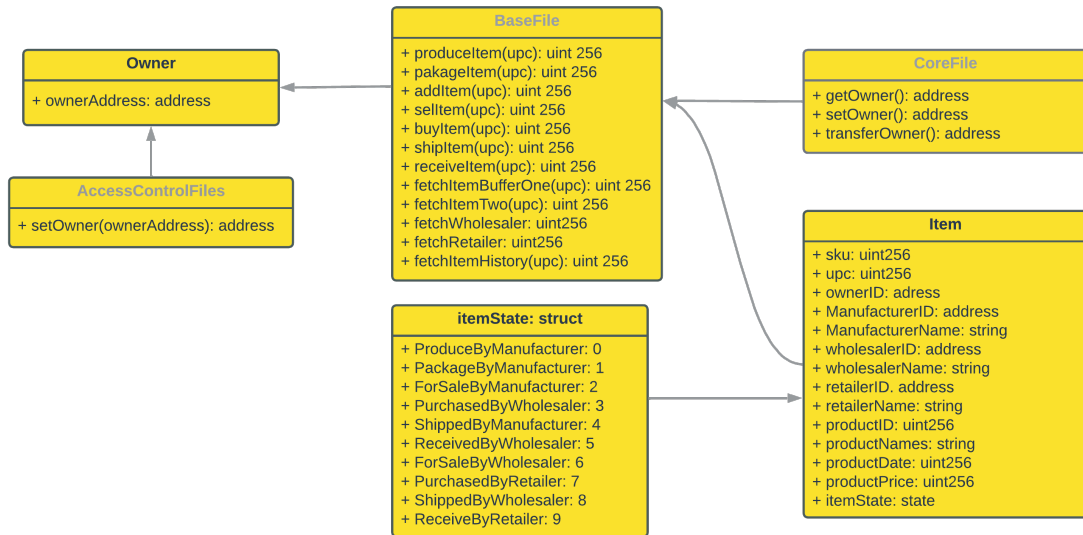 Owner
+ ownerAddress: address
AccessControlFiles
+ setOwner(ownerAddress): address
BaseFile
+ produceItem(upc): uint 256
+ pakageItem(upc): uint 256
+ addItem(upc): uint 256
+ selItem(upc): uint 256
+ buyItem(upc): uint 256
+ shipItem(upc): uint 256
+ receiveItem(upc): uint 256
+ fetchItemBufferOne(upc): uint 256
+ fetchItemTwo(upc): uint 256
+ fetchWholesaler: uint256
+ fetchRetailer: uint256
+ fetchItemHistory(upc): uint 256
itemState: struct
+ ProduceByManufacturer: 0
+ PackageByManufacturer: 1
+ ForSaleByManufacturer: 2
+ PurchasedByWholesaler: 3
+ ShippedByManufacturer: 4
+ ReceivedByWholesaler: 5
+ ForSaleByWholesaler: 6
+ PurchasedByRetailer: 7
+ ShippedByWholesaler: 8
+ ReceiveByRetailer: 9
CoreFile
+ getOwner(): address
+ setOwner(): address
+ transferOwner(): address
Item
+ sku: uint256
+ upc: uint256
+ ownerID: adress
+ ManufacturerID: address
+ ManufacturerName: string
+ wholesalerID: address
+ wholesalerName: string
+ retailerID. address
+ retailerName: string
+ productID: uint256
+ productNames: string
+ productDate: uint256
+ productPrice: uint256
+ itemState: state